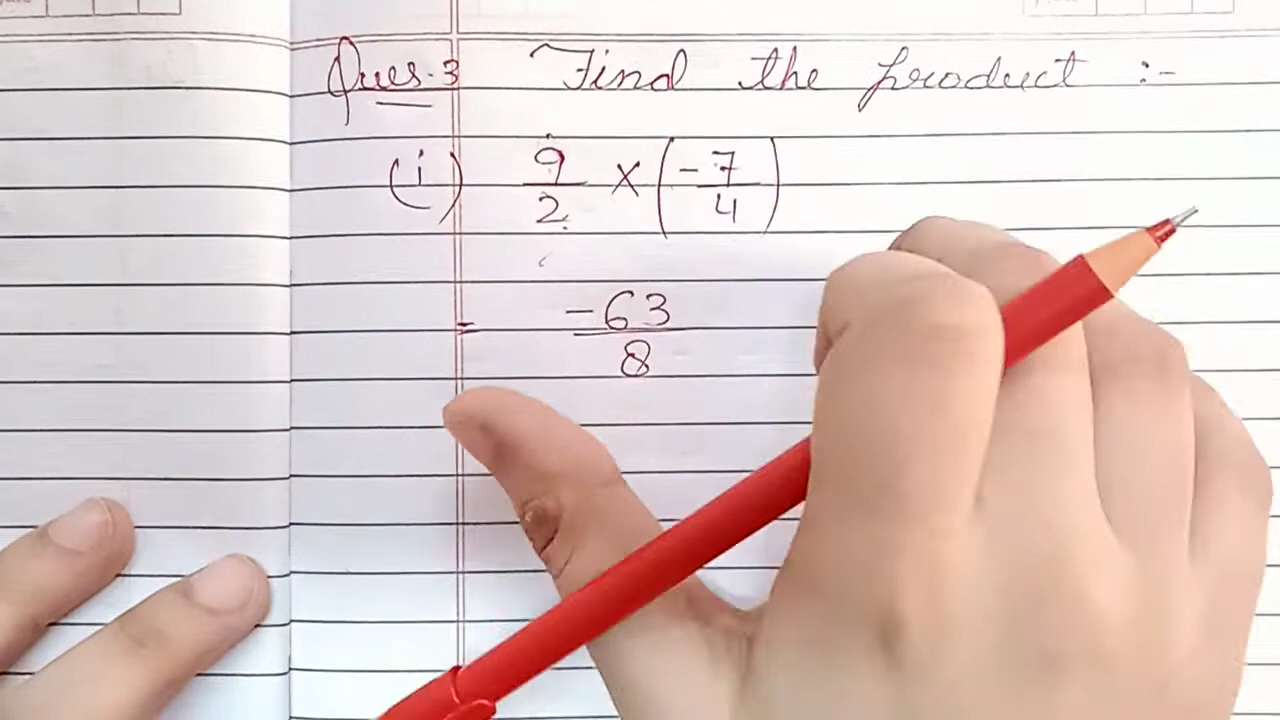 Ques.3 Find the product :-
(i) 9/2 × (-7/4)
= -63/8